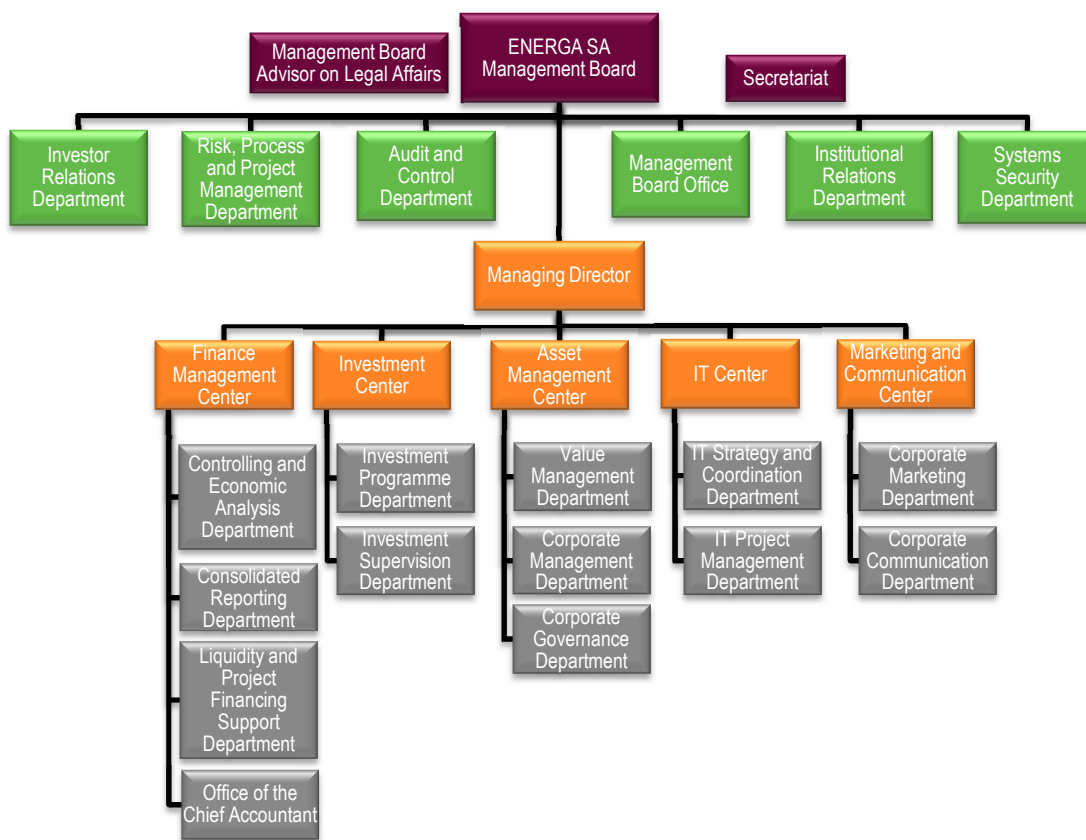 Management Board
Advisor on Legal Affairs
ENERGA SA
Management Board
Secretariat
Investor
Relations
Department
Risk, Process
and Project
Management
Department
Audit and
Control
Department
Management
Board Office
Institutional
Relations
Department
Systems
Security
Department
Managing Director
Finance
Management
Center
Investment
Center
Asset
Management
Center
IT Center
Marketing and
Communication
Center
Controlling and
Economic
Analysis
Department
Consolidated
Reporting
Department
Liquidity and
Project
Financing
Support
Department
Office of the
Chief Accountant
Investment
Programme
Department
Investment
Supervision
Department
Value
Management
Department
Corporate
Management
Department
Corporate
Governance
Department
IT Strategy and
Coordination
Department
IT Project
Management
Department
Corporate
Marketing
Department
Corporate
Communication
Department